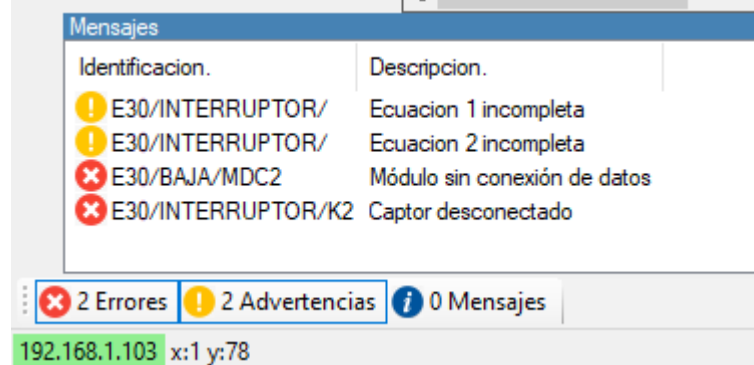 Mensajes
Identificacion. Descripcion.
E30/INTERRUPTOR/ Ecuacion 1 incompleta
E30/INTERRUPTOR/ Ecuacion 2 incompleta
E30/BAJA/MDC2 Módulo sin conexión de datos
E30/INTERRUPTOR/K2 Captor desconectado
2 Errores 2 Advertencias 0 Mensajes
192.168.1.103 x:1 y:78